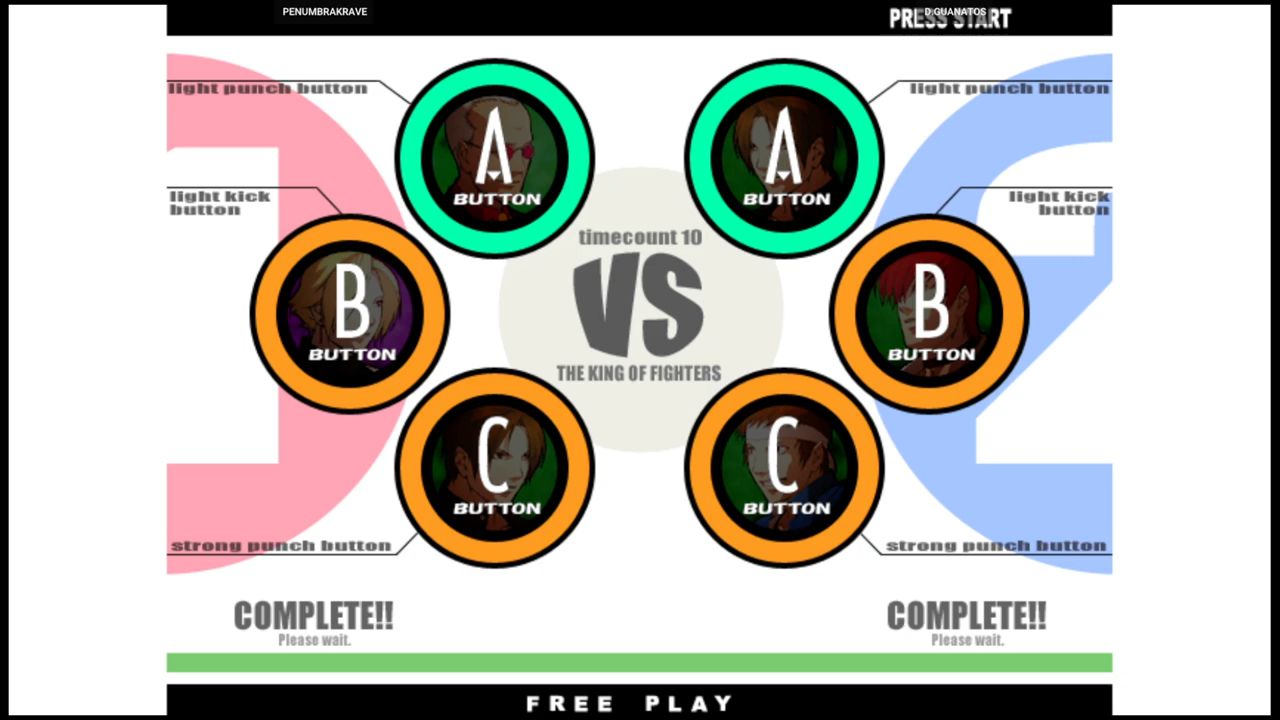 PENUMBRAKRAVE
D.GUANATOS
PRESS START
light punch button
light punch button
A
BUTTON
A
BUTTON
light kick
button
light kick
button
timecount 10
VS
THE KING OF FIGHTERS
B
BUTTON
B
BUTTON
C
BUTTON
C
BUTTON
strong punch button
strong punch button
COMPLETE!!
Please wait.
COMPLETE!!
Please wait.
FREE PLAY